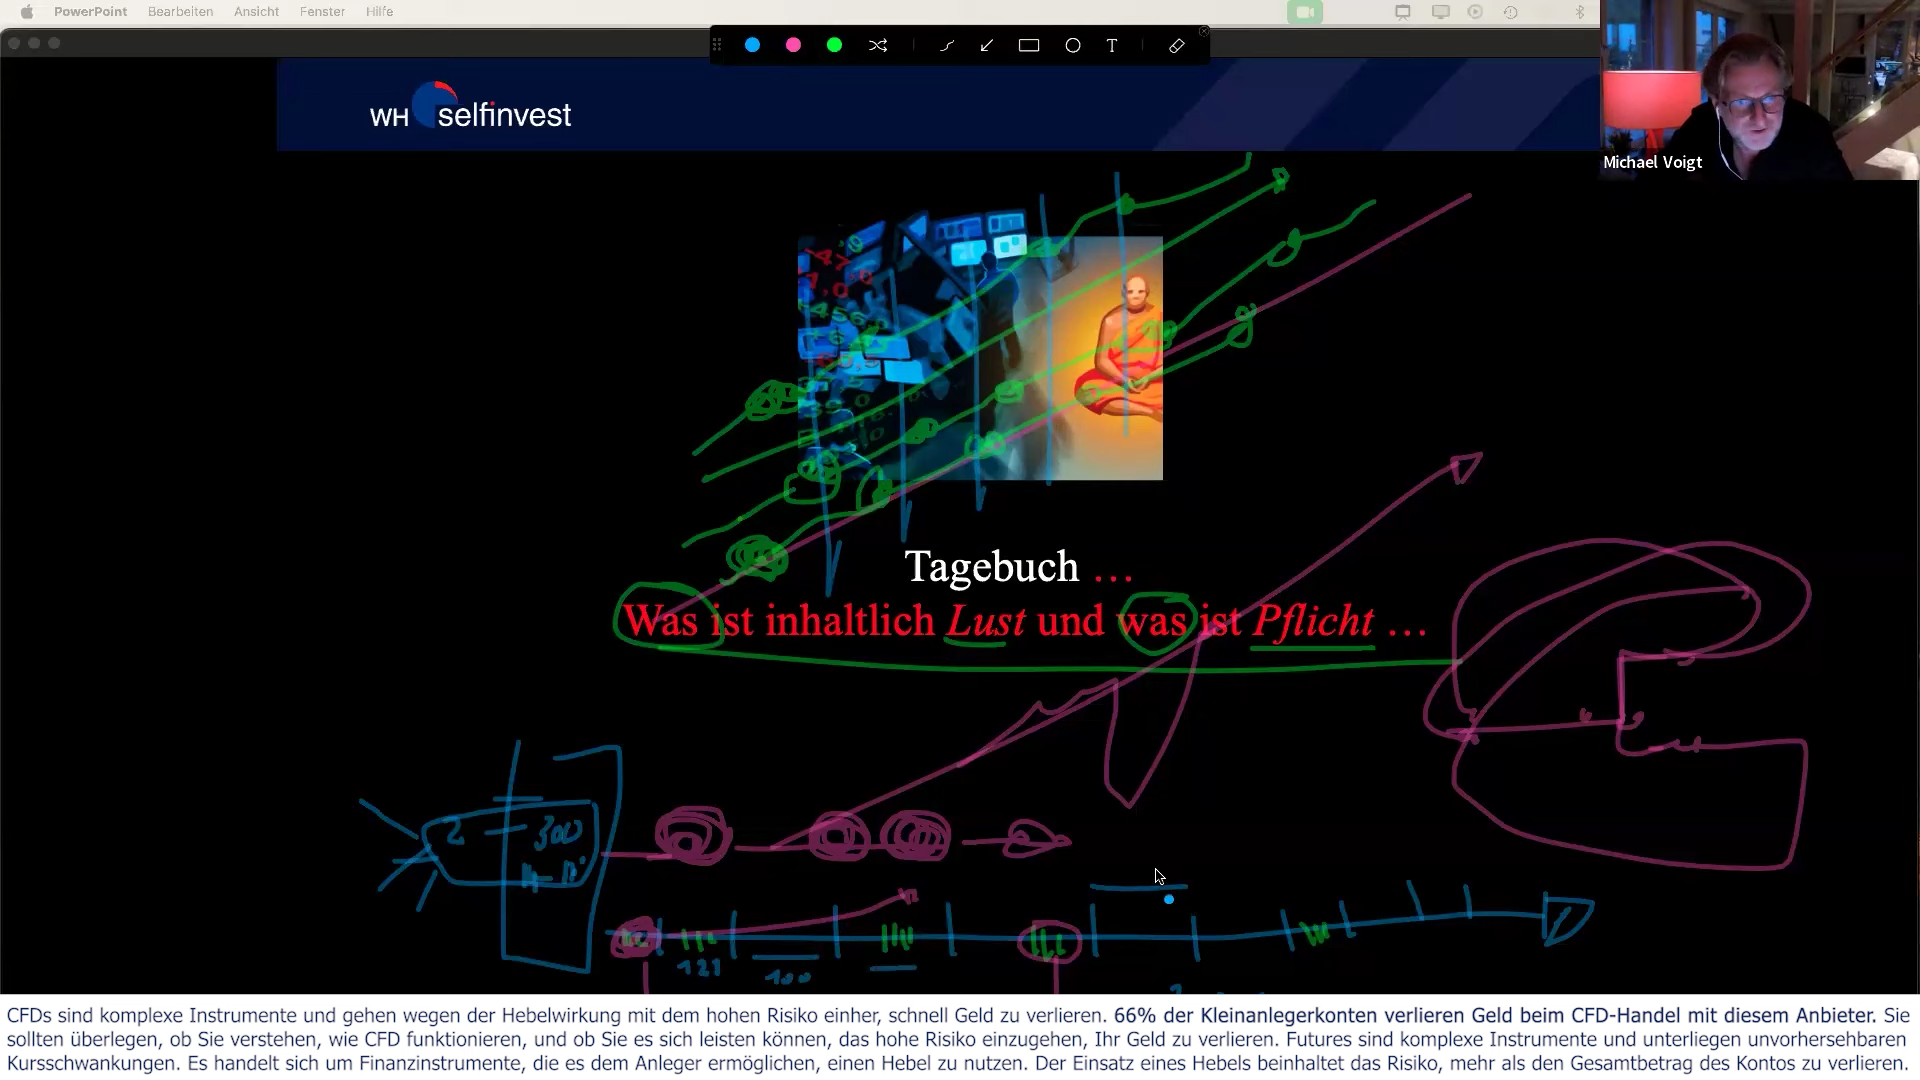 PowerPoint Bearbeiten Ansicht Fenster Hilfe
T
WH selfinvest
Michael Voigt
Tagebuch ...
Was ist inhaltlich Lust und was ist Pflicht ...
2 - 300
121
100
CFDs sind komplexe Instrumente und gehen wegen der Hebelwirkung mit dem hohen Risiko einher, schnell Geld zu verlieren. 66% der Kleinanlegerkonten verlieren Geld beim CFD-Handel mit diesem Anbieter. Sie
sollten überlegen, ob Sie verstehen, wie CFD funktionieren, und ob Sie es sich leisten können, das hohe Risiko einzugehen, Ihr Geld zu verlieren. Futures sind komplexe Instrumente und unterliegen unvorhersehbaren
Kursschwankungen. Es handelt sich um Finanzinstrumente, die es dem Anleger ermöglichen, einen Hebel zu nutzen. Der Einsatz eines Hebels beinhaltet das Risiko, mehr als den Gesamtbetrag des Kontos zu verlieren.